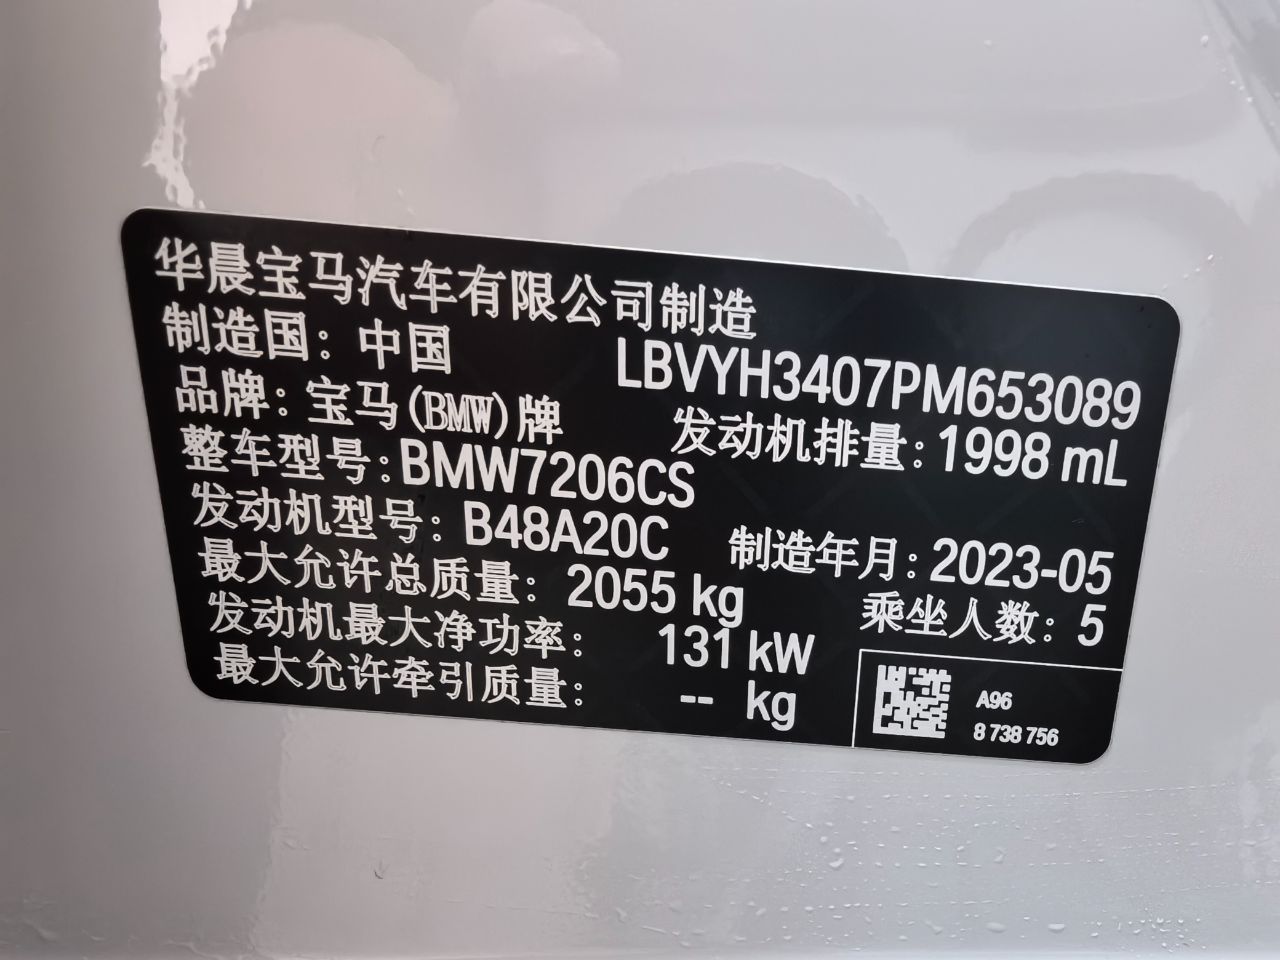 华晨宝马汽车有限公司制造
制造国：中国 LBVYH3407PM653089
品牌：宝马(BMW)牌 发动机排量：1998 mL
整车型号：BMW7206CS
发动机型号：B48A20C 制造年月：2023-05
最大允许总质量：2055 kg 乘坐人数：5
发动机最大净功率：131 kW
最大允许牵引质量：-- kg
A96
8 738 756